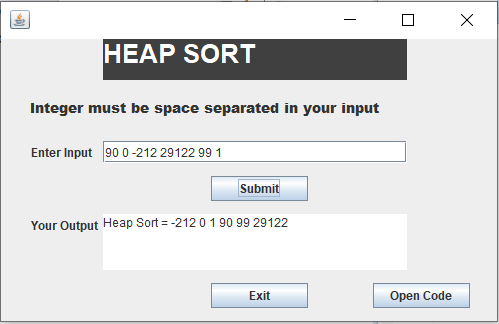 HEAP SORT
Integer must be space separated in your input
Enter Input 90 0 -212 29122 99 1
Submit
Your Output Heap Sort = -212 0 1 90 99 29122
Exit Open Code